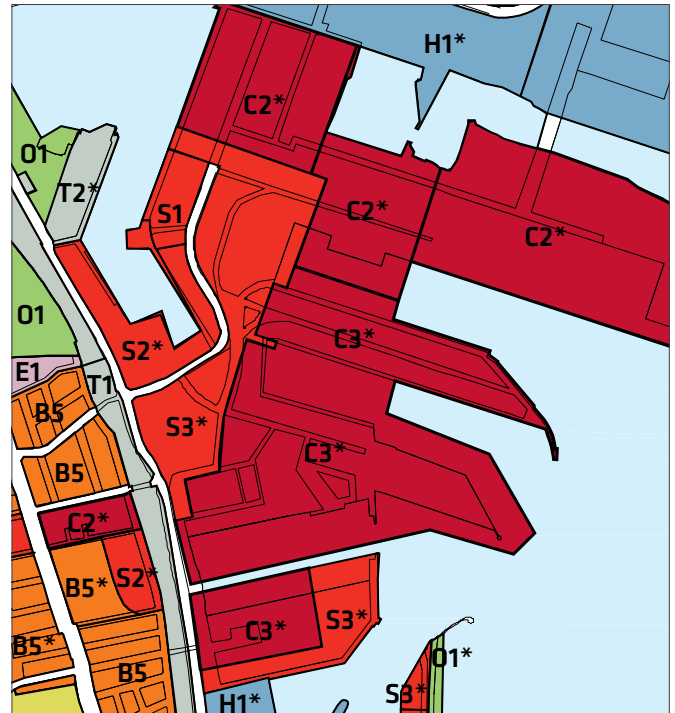 H1*
C2*
O1
T2*
S1
C2*
C2*
O1
S2*
C3*
E1
T1
B5
S3*
C3*
B5
C2*
B5*
S2*
C3*
S3*
B5*
B5
O1*
S3*
H1*